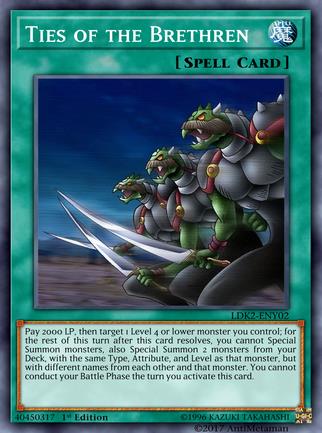 Ties of the Brethren
[Spell Card]
LDK2-ENY02
Pay 2000 LP, then target 1 Level 4 or lower monster you control; for
the rest of this turn after this card resolves, you cannot Special
Summon monsters, also Special Summon 2 monsters from your
Deck, with the same Type, Attribute, and Level as that monster, but
with different names from each other and that monster. You cannot
conduct your Battle Phase the turn you activate this card.
40450317 1st Edition ©1996 KAZUKI TAKAHASHI
©2017 AntiMetaman